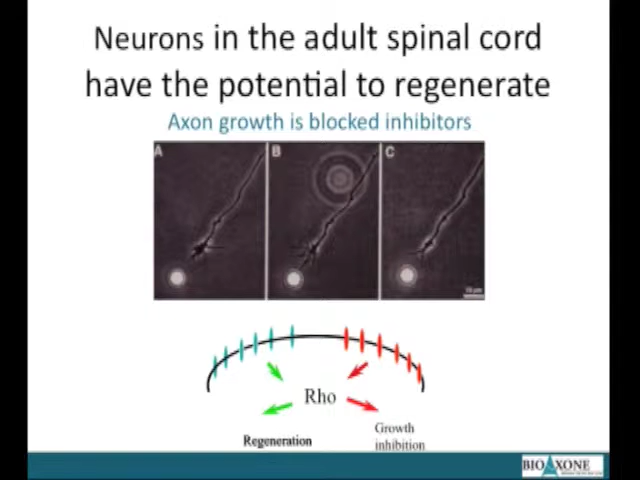 Neurons in the adult spinal cord
have the potential to regenerate
Axon growth is blocked inhibitors
A B C
Rho
Regeneration
Growth
inhibition
BIOAXONE